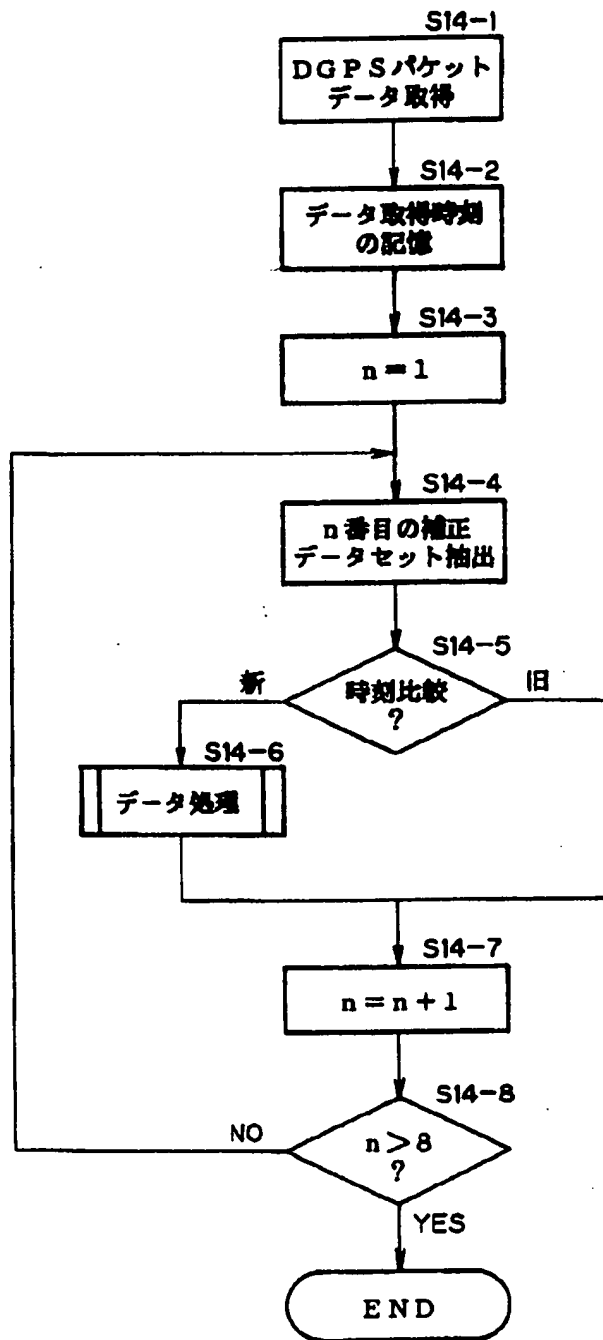 S14-1
DGPSパケット
データ取得
S14-2
データ取得時刻
の記憶
S14-3
n=1
S14-4
n番目の補正
データセット抽出
S14-5
新
時刻比較
?
旧
S14-6
データ処理
S14-7
n=n+1
S14-8
NO
n>8
?
YES
END